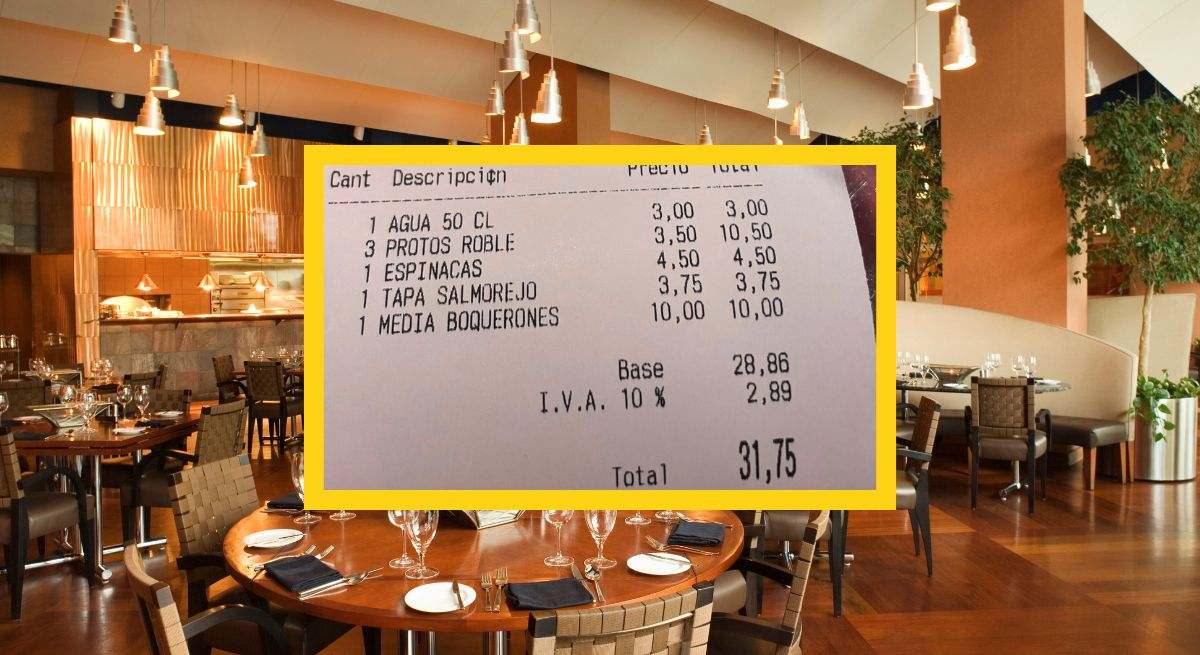 Cant Descripción Precio Total
1 AGUA 50 CL 3,00 3,00
3 PROTOS ROBLE 3,50 10,50
1 ESPINACAS 4,50 4,50
1 TAPA SALMOREJO 3,75 3,75
1 MEDIA BOQUERONES 10,00 10,00
Base 28,86
I.V.A. 10 % 2,89
Total 31,75